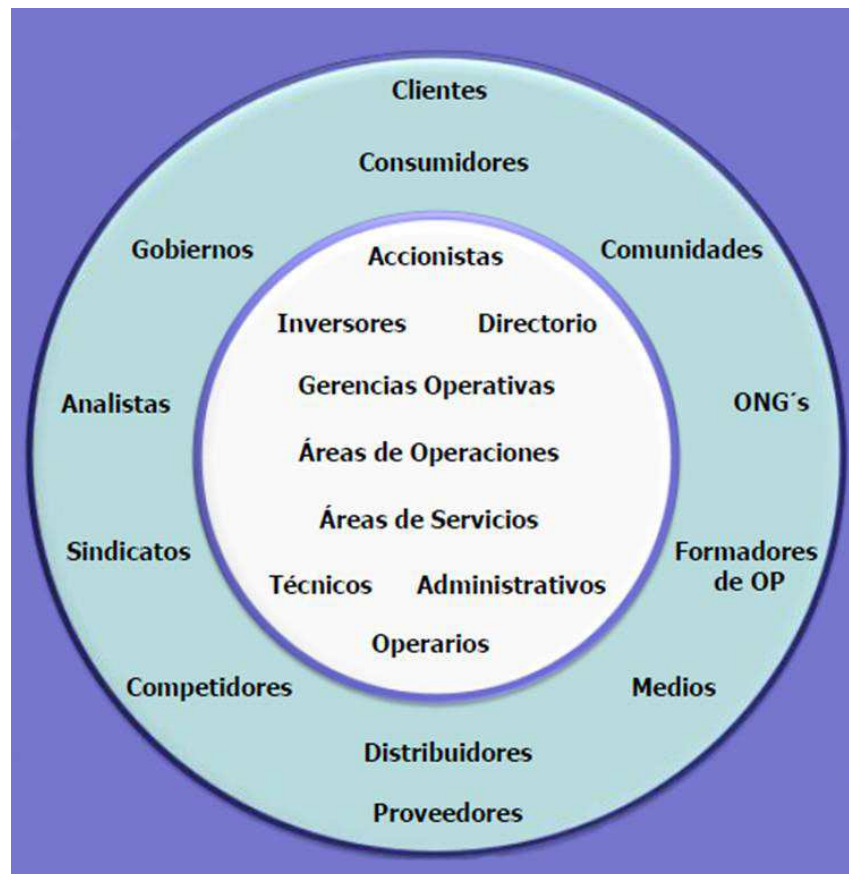 Clientes
Consumidores
Gobiernos
Comunidades
Accionistas
Inversores
Directorio
Gerencias Operativas
Analistas
ONG´s
Áreas de Operaciones
Áreas de Servicios
Sindicatos
Formadores
de OP
Técnicos
Administrativos
Operarios
Competidores
Medios
Distribuidores
Proveedores